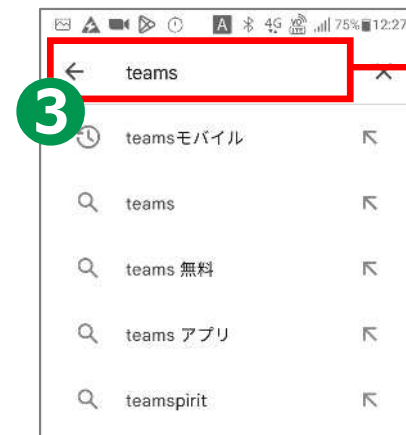 A 4G 75% 12:27
teams
3
teamsモバイル
teams
teams 無料
teams アプリ
teamspirit